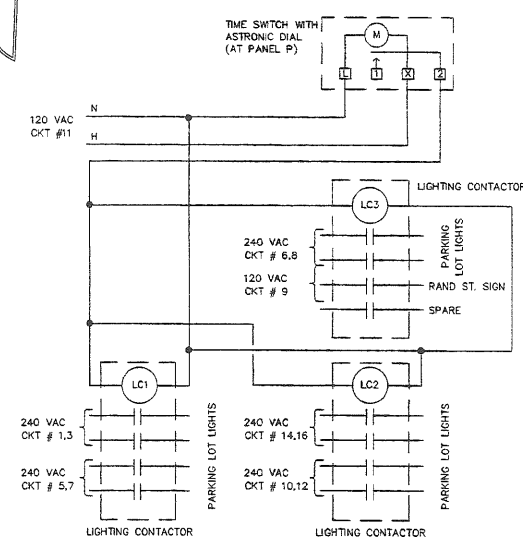 TIME SWITCH WITH
ASTRONIC DIAL
(AT PANEL P)
M
L 1 X 2
N
120 VAC
CKT #11
H
LIGHTING CONTACTOR
LC3
240 VAC
CKT # 6,8
PARKING
LOT LIGHTS
120 VAC
CKT # 9
RAND ST. SIGN
SPARE
LC1
LC2
240 VAC
CKT # 1,3
240 VAC
CKT # 5,7
PARKING LOT LIGHTS
240 VAC
CKT # 14,16
240 VAC
CKT # 10,12
PARKING LOT LIGHTS
LIGHTING CONTACTOR
LIGHTING CONTACTOR